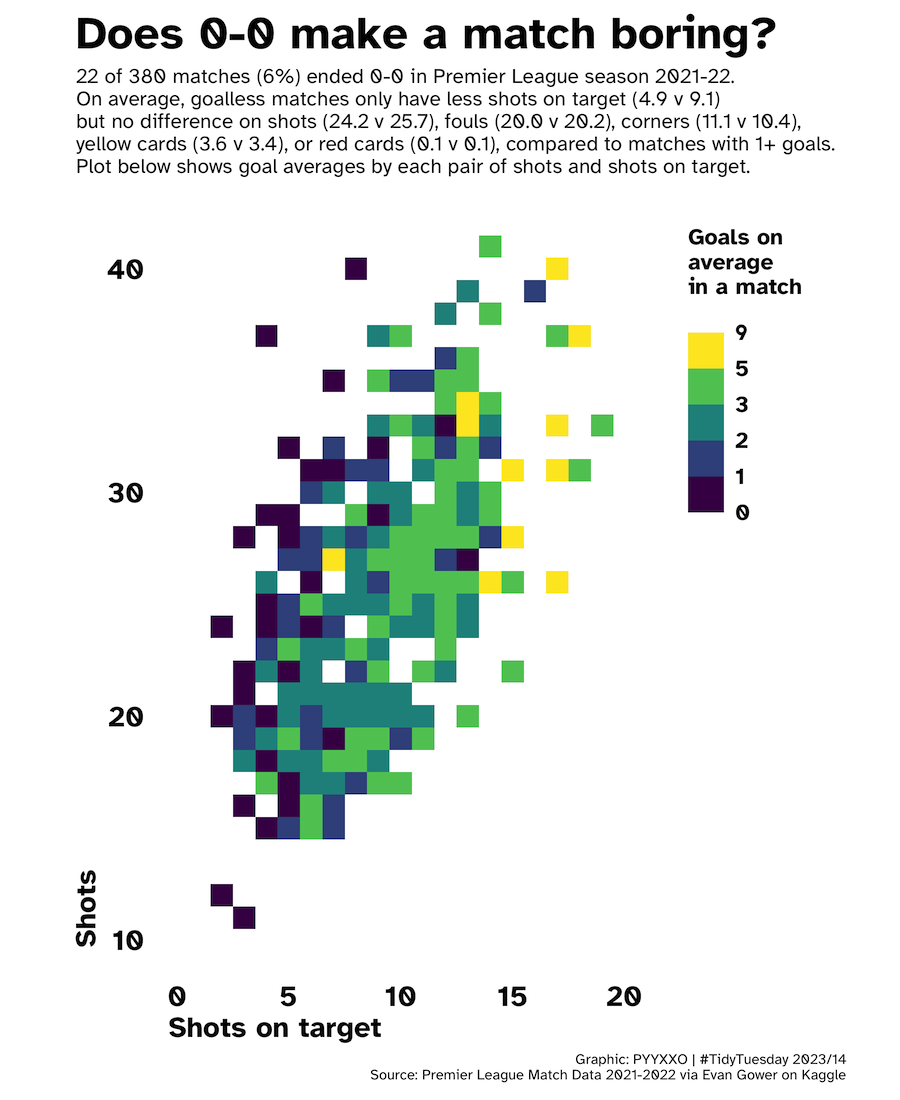 Does 0-0 make a match boring?
22 of 380 matches (6%) ended 0-0 in Premier League season 2021-22.
On average, goalless matches only have less shots on target (4.9 v 9.1)
but no difference on shots (24.2 v 25.7), fouls (20.0 v 20.2), corners (11.1 v 10.4),
yellow cards (3.6 v 3.4), or red cards (0.1 v 0.1), compared to matches with 1+ goals.
Plot below shows goal averages by each pair of shots and shots on target.
Goals on
average
in a match
9
5
3
2
1
0
40
30
20
10
Shots
0 5 10 15 20
Shots on target
Graphic: PYYXXO | #TidyTuesday 2023/14
Source: Premier League Match Data 2021-2022 via Evan Gower on Kaggle